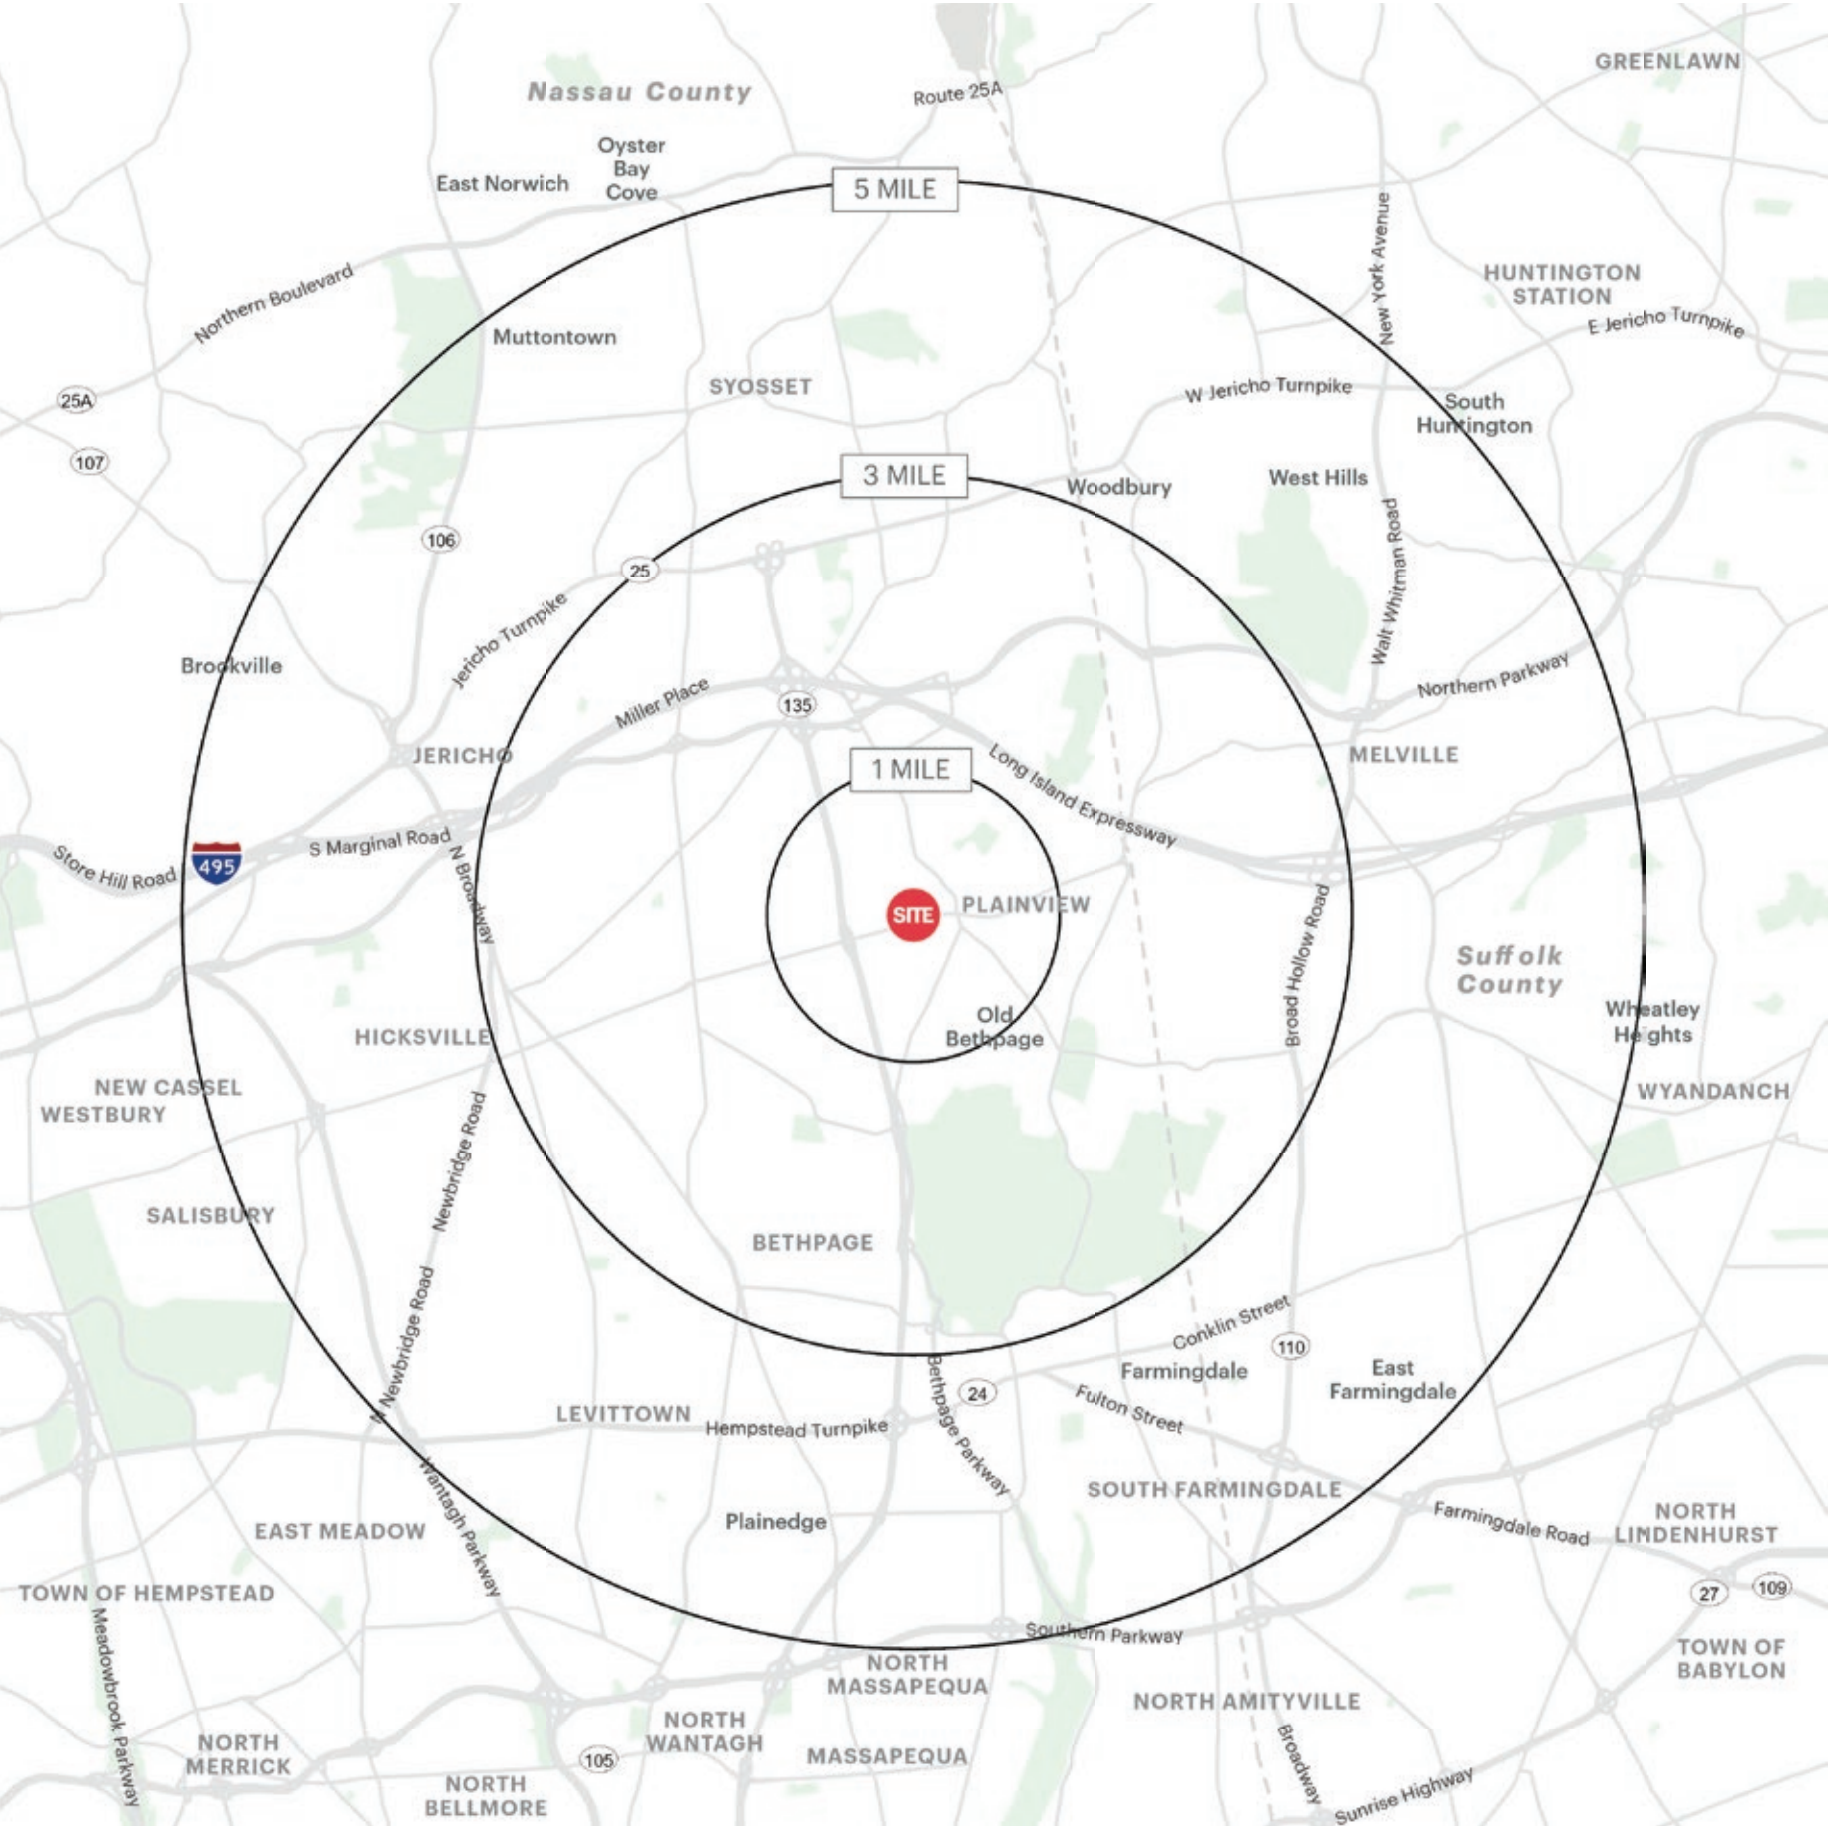 GREENLAWN
Nassau County
Route 25A
Oyster
Bay
Cove
East Norwich
5 MILE
New York Avenue
Northern Boulevard
HUNTINGTON
STATION
E Jericho Turnpike
Muttontown
SYOSSET
W Jericho Turnpike
25A
South
Huntington
107
3 MILE
Woodbury
West Hills
106
25
Walt Whitman Road
Jericho Turnpike
Brookville
Northern Parkway
Miller Place
135
JERICHO
1 MILE
Long Island Expressway
MELVILLE
S Marginal Road
Store Hill Road
495
N Broadway
SITE
PLAINVIEW
Broad Hollow Road
Suffolk
County
Old
Bethpage
Wheatley
Heights
HICKSVILLE
NEW CASSEL
WESTBURY
WYANDANCH
Newbridge Road
SALISBURY
BETHPAGE
N Newbridge Road
Conklin Street
110
Farmingdale
East
Farmingdale
24
Bethpage Parkway
Fulton Street
LEVITTOWN
Hempstead Turnpike
SOUTH FARMINGDALE
Wantagh Parkway
Plainedge
EAST MEADOW
Farmingdale Road
NORTH
LINDENHURST
TOWN OF HEMPSTEAD
27
109
Meadowbrook Parkway
Southern Parkway
NORTH
MASSAPEQUA
TOWN OF
BABYLON
NORTH AMITYVILLE
NORTH
WANTAGH
NORTH
MERRICK
105
MASSAPEQUA
Broadway
NORTH
BELLMORE
Sunrise Highway